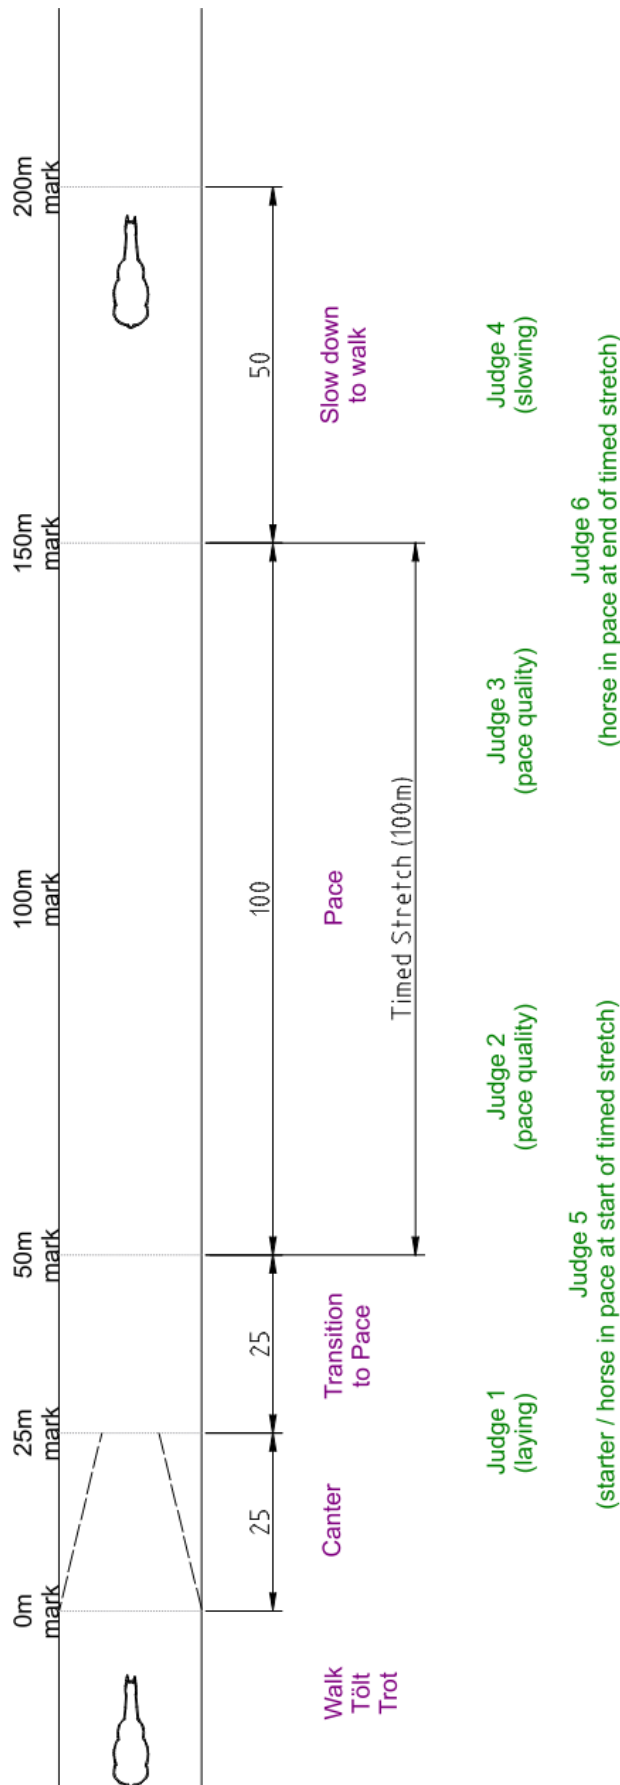 0m
mark
25m
mark
50m
mark
100m
mark
150m
mark
200m
mark
25
25
100
50
Walk
Tölt
Trot
Canter
Transition
to Pace
Pace
Slow down
to walk
Timed Stretch (100m)
Judge 1
(laying)
Judge 2
(pace quality)
Judge 3
(pace quality)
Judge 4
(slowing)
Judge 5
(starter / horse in pace at start of timed stretch)
Judge 6
(horse in pace at end of timed stretch)